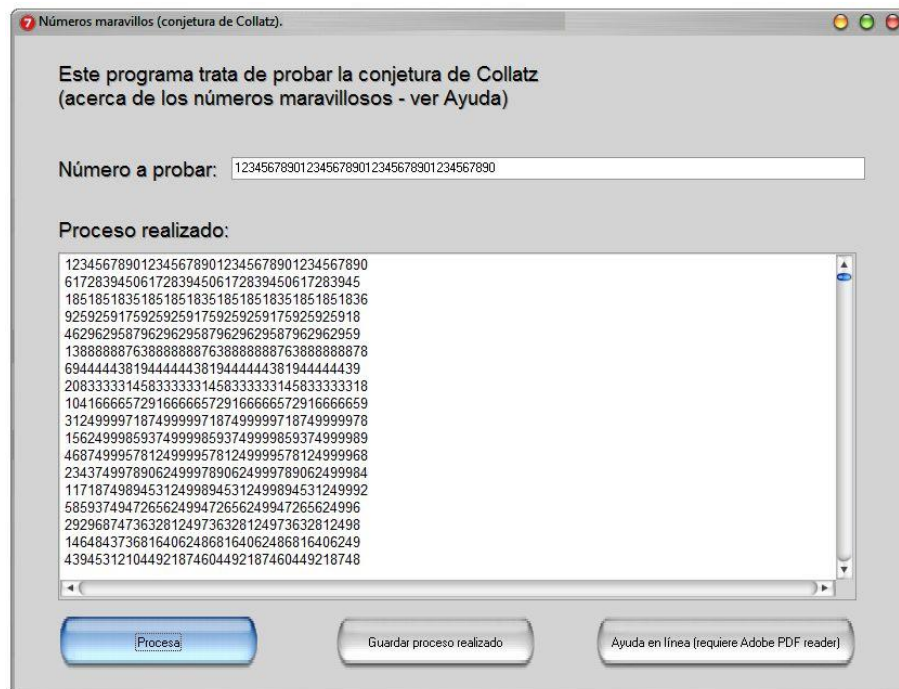 7 Números maravillos (conjetura de Collatz).
Este programa trata de probar la conjetura de Collatz
(acerca de los números maravillosos - ver Ayuda)
Número a probar: 1234567890123456789012345678901234567890
Proceso realizado:
1234567890123456789012345678901234567890
617283945061728394506172839450617283945
1851851835185185183518518518351851851836
925925917592592591759259259175925925918
462962958796296295879629629587962962959
1388888876388888887638888888763888888878
694444438194444443819444444381944444439
2083333314583333331458333333145833333318
1041666657291666665729166666572916666659
3124999971874999997187499999718749999978
1562499985937499998593749999859374999989
4687499957812499995781249999578124999968
2343749978906249997890624999789062499984
1171874989453124998945312499894531249992
585937494726562499472656249947265624996
292968747363281249736328124973632812498
146484373681640624868164062486816406249
439453121044921874604492187460449218748
Procesa
Guardar proceso realizado
Ayuda en línea (requiere Adobe PDF reader)